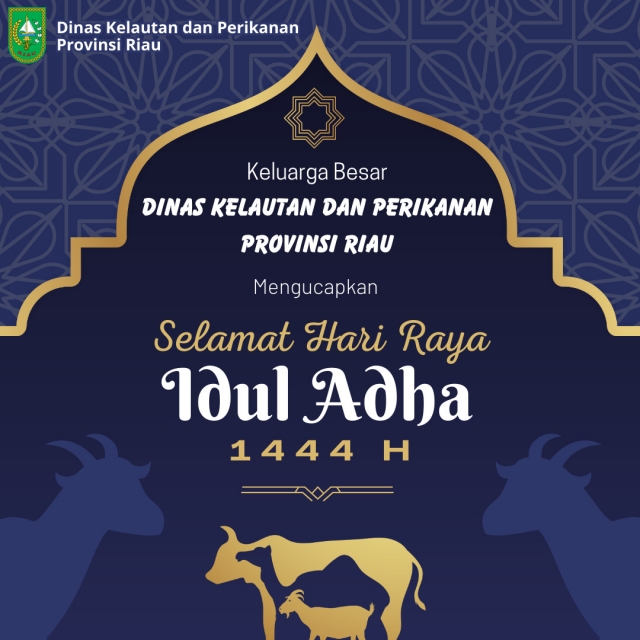 Dinas Kelautan dan Perikanan
Provinsi Riau
Keluarga Besar
DINAS KELAUTAN DAN PERIKANAN
PROVINSI RIAU
Mengucapkan
Selamat Hari Raya
Idul Adha
1444 H